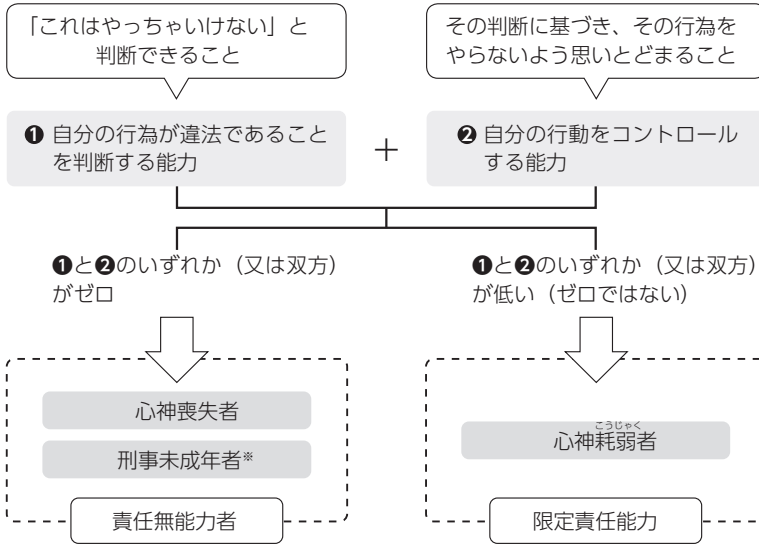 「これはやっちゃいけない」と
判断できること
その判断に基づき、その行為を
やらないよう思いとどまること
❶ 自分の行為が違法であること
を判断する能力
+
❷ 自分の行動をコントロール
する能力
❶と❷のいずれか（又は双方）
がゼロ
❶と❷のいずれか（又は双方）
が低い（ゼロではない）
心神喪失者
刑事未成年者※
責任無能力者
こうじゃく
心神耗弱者
限定責任能力